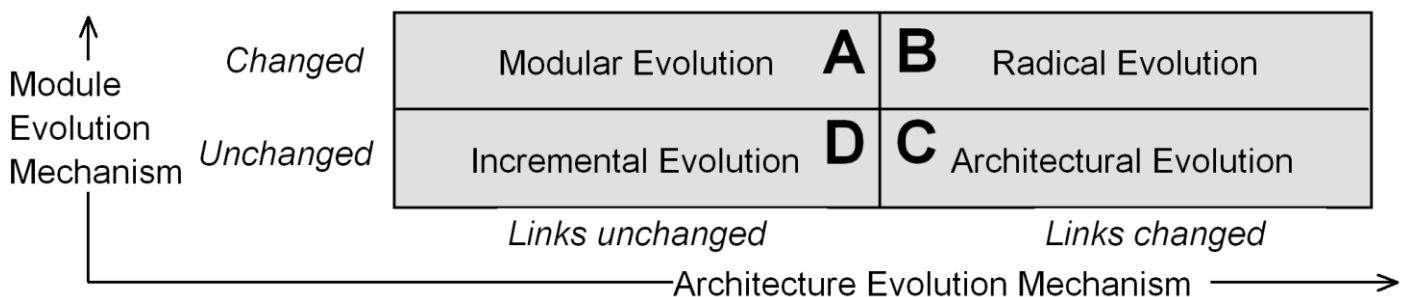 Changed
Modular Evolution A B Radical Evolution
Module
Evolution
Mechanism
Unchanged
Incremental Evolution D C Architectural Evolution
Links unchanged Links changed
Architecture Evolution Mechanism